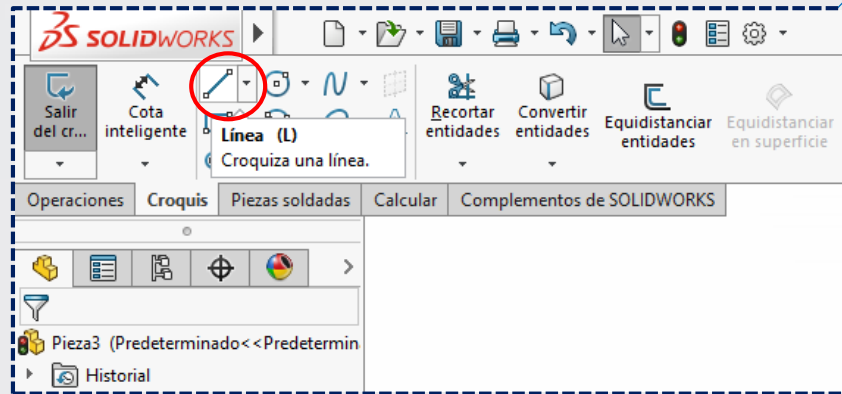 SOLIDWORKS
Salir del cr...
Cota inteligente
Línea (L)
Croquiza una línea.
Recortar entidades
Convertir entidades
Equidistanciar entidades
Equidistanciar en superficie
Operaciones Croquis Piezas soldadas Calcular Complementos de SOLIDWORKS
Pieza3 (Predeterminado<<Predetermin
Historial